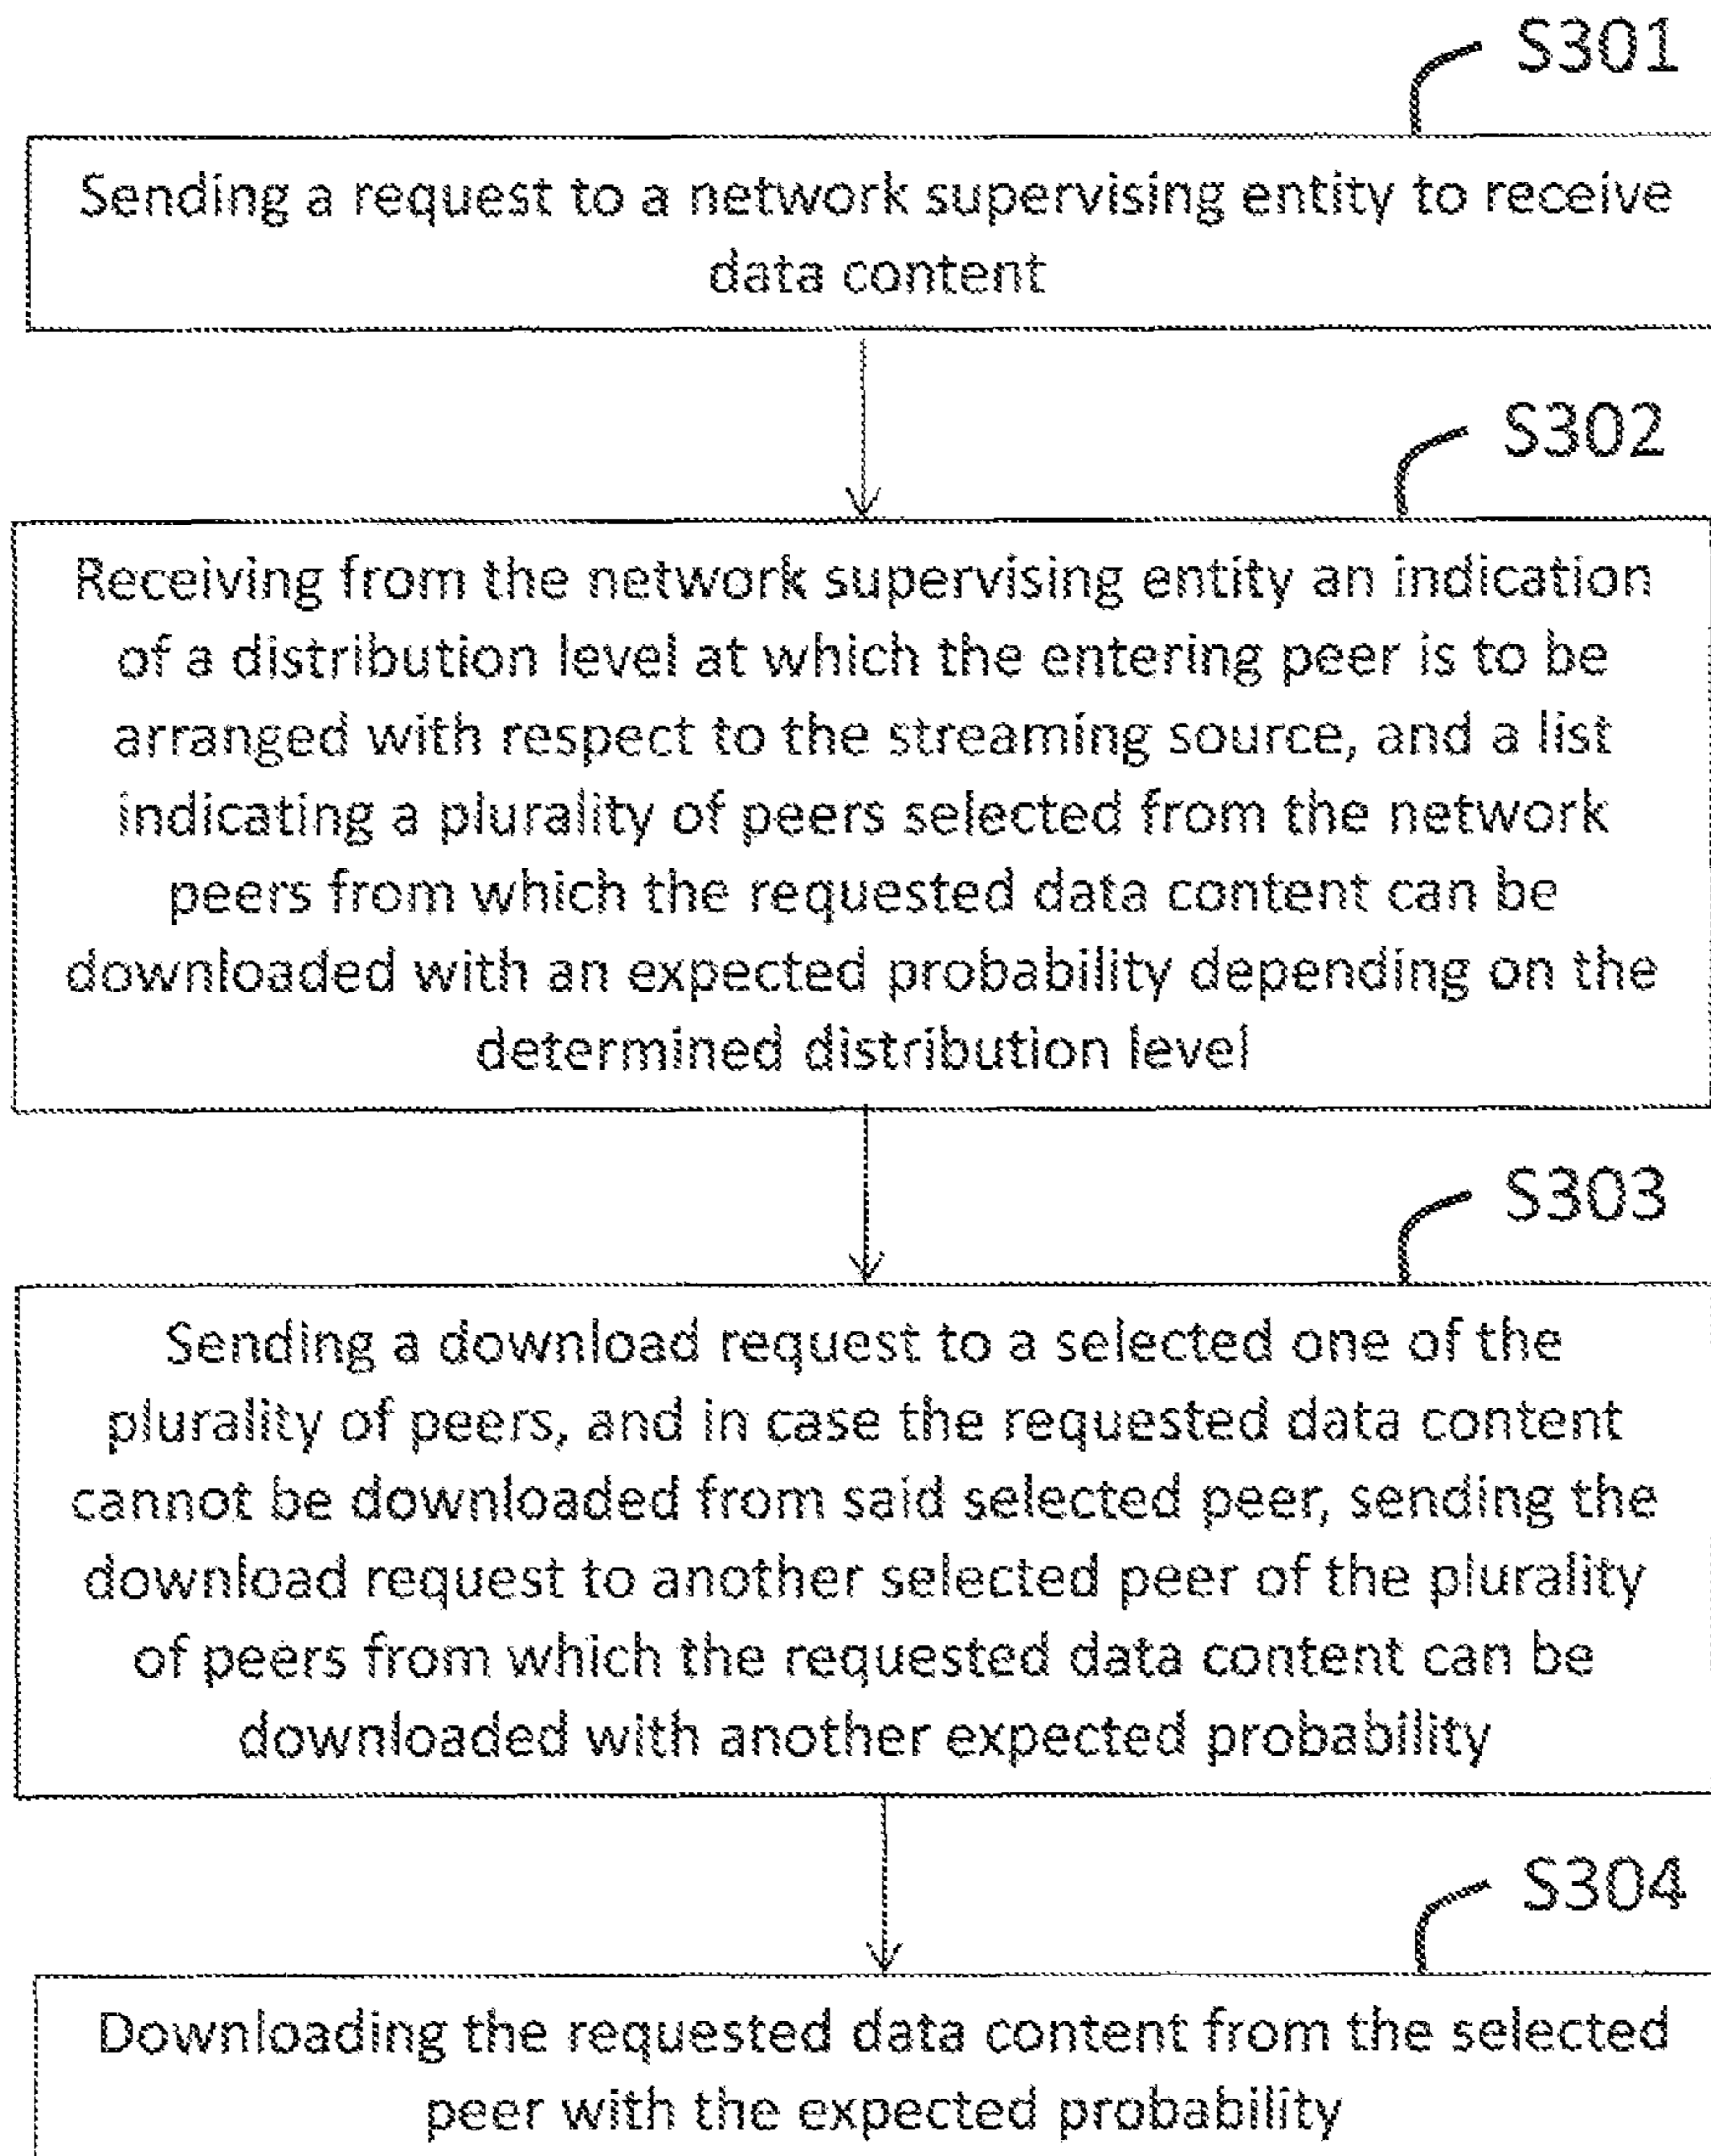 S301
Sending a request to a network supervising entity to receive
data content
S302
Receiving from the network supervising entity an indication
of a distribution level at which the entering peer is to be
arranged with respect to the streaming source, and a list
indicating a plurality of peers selected from the network
peers from which the requested data content can be
downloaded with an expected probability depending on the
determined distribution level
S303
Sending a download request to a selected one of the
plurality of peers, and in case the requested data content
cannot be downloaded from said selected peer, sending the
download request to another selected peer of the plurality
of peers from which the requested data content can be
downloaded with another expected probability
S304
Downloading the requested data content from the selected
peer with the expected probability